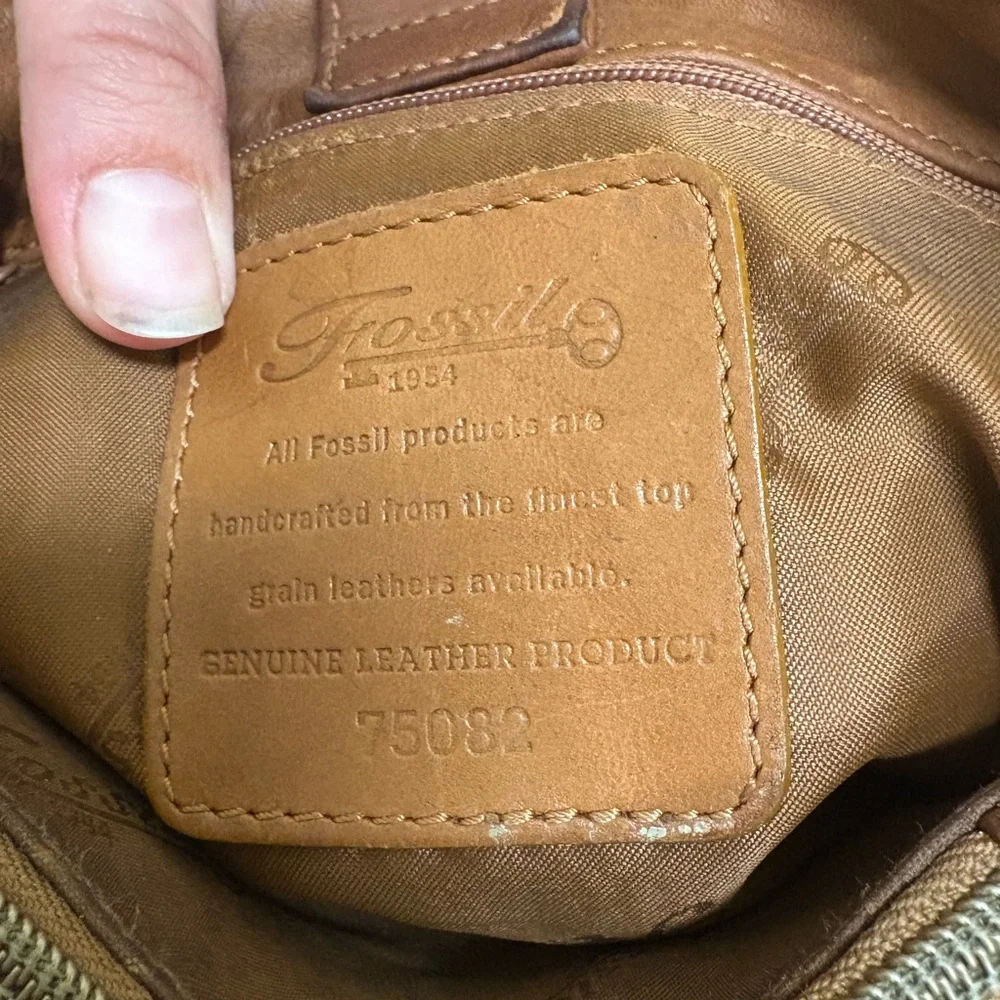 Fossil
1954
All Fossil products are
handcrafted from the finest top
grain leathers available.
GENUINE LEATHER PRODUCT
75082